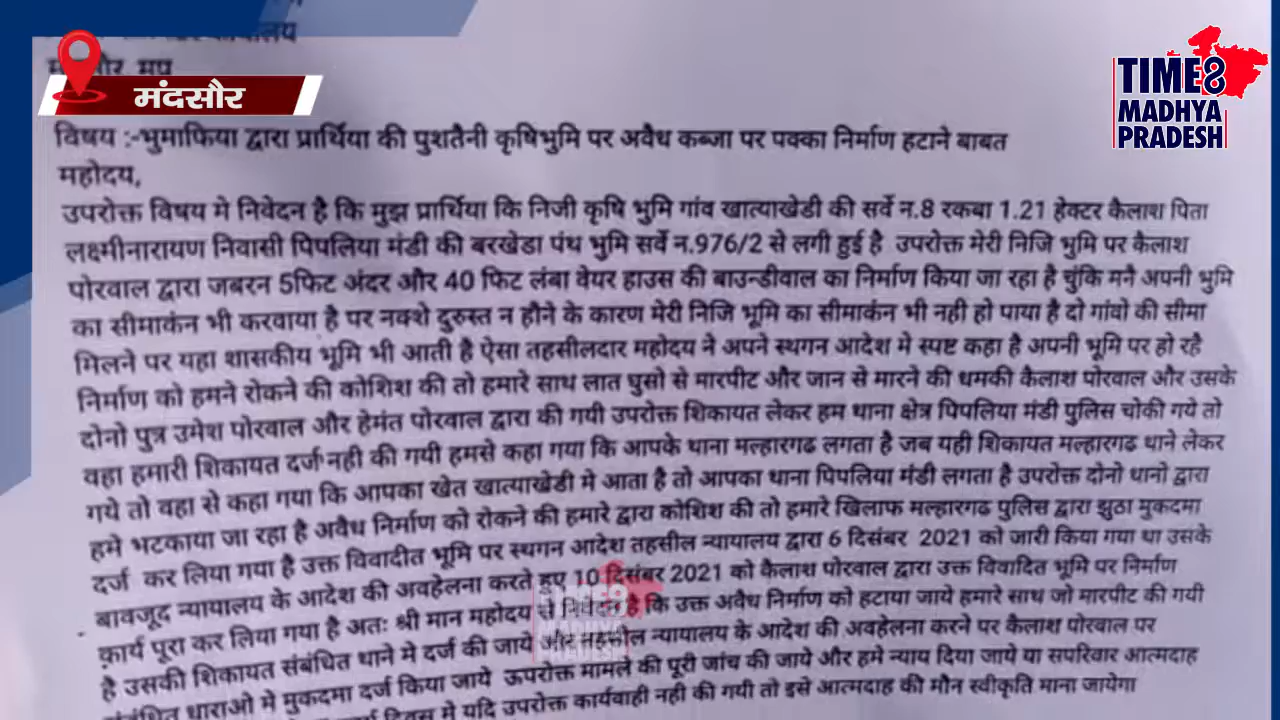 मंदसौर
TIME8
MADHYA
PRADESH
विषय :-भुमाफिया द्वारा प्रार्थिया की पुशतैनी कृषिभुमि पर अवैध कब्जा पर पक्का निर्माण हटाने बाबत
महोदय,
उपरोक्त विषय मे निवेदन है कि मुझ प्रार्थिया कि निजी कृषि भुमि गांव खात्याखेडी की सर्वे न.8 रकबा 1.21 हेक्टर कैलाश पिता
लक्ष्मीनारायण निवासी पिपलिया मंडी की बरखेडा पंथ भुमि सर्वे न.976/2 से लगी हुई है उपरोक्त मेरी निजि भुमि पर कैलाश
पोरवाल द्वारा जबरन 5फिट अंदर और 40 फिट लंबा वेयर हाउस की बाउन्डीवाल का निर्माण किया जा रहा है चुंकि मनै अपनी भुमि
का सीमाकंन भी करवाया है पर नक्शे दुरुस्त न हौने के कारण मेरी निजि भूमि का सीमाकंन भी नही हो पाया है दो गांवो की सीमा
मिलने पर यहा शासकीय भूमि भी आती है ऐसा तहसीलदार महोदय ने अपने स्थगन आदेश मे स्पष्ट कहा है अपनी भुमि पर हो रहै
निर्माण को हमने रोकने की कोशिश की तो हमारे साथ लात घुसो से मारपीट और जान से मारने की धमकी कैलाश पोरवाल और उसके
दोनो पुत्र उमेश पोरवाल और हेमंत पोरवाल द्वारा की गयी उपरोक्त शिकायत लेकर हम थाना क्षेत्र पिपलिया मंडी पुलिस चोकी गये तो
वहा हमारी शिकायत दर्ज नही की गयी हमसे कहा गया कि आपके थाना मल्हारगढ लगता है जब यही शिकायत मल्हारगढ थाने लेकर
गये तो वहा से कहा गया कि आपका खेत खात्याखेडी मे आता है तो आपका थाना पिपलिया मंडी लगता है उपरोक्त दोनो थानो द्वारा
हमे भटकाया जा रहा है अवैध निर्माण को रोकने की हमारे द्वारा कोशिश की तो हमारे खिलाफ मल्हारगढ पुलिस द्वारा झुठा मुकदमा
दर्ज कर लिया गया है उक्त विवादीत भूमि पर स्थगन आदेश तहसील न्यायालय द्वारा 6 दिसंबर 2021 को जारी किया गया था उसके
बावजूद न्यायालय के आदेश की अवहेलना करते हुए 10 दिसंबर 2021 को कैलाश पोरवाल द्वारा उक्त विवादित भूमि पर निर्माण
कार्य पूरा कर लिया गया है अतः श्री मान महोदय से निवेदन है कि उक्त अवैध निर्माण को हटाया जाये हमारे साथ जो मारपीट की गयी
है उसकी शिकायत संबंधित थाने मे दर्ज की जाये और तहसील न्यायालय के आदेश की अवहेलना करने पर कैलाश पोरवाल पर
संबंधित धाराओ मे मुकदमा दर्ज किया जाये ऊपरोक्त मामले की पूरी जांच की जाये और हमे न्याय दिया जाये या सपरिवार आत्मदाह
दिवस मे यदि उपरोक्त कार्यवाही नही की गयी तो इसे आत्मदाह की मौन स्वीकृति माना जायेगा
TIME8
MADHYA
PRADESH